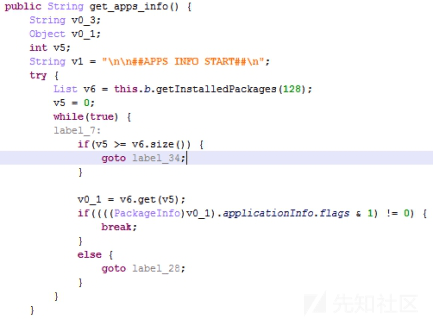 public String get_apps_info() {
String v0_3;
Object v0_1;
int v5;
String v1 = "\n\n##APPS INFO START##\n";
try {
List v6 = this.b.getInstalledPackages(128);
v5 = 0;
while(true) {
label_7:
if(v5 >= v6.size()) {
goto label_34;
}
v0_1 = v6.get(v5);
if((((PackageInfo)v0_1).applicationInfo.flags & 1) != 0) {
break;
}
else {
goto label_28;
}
}
}
先知社区